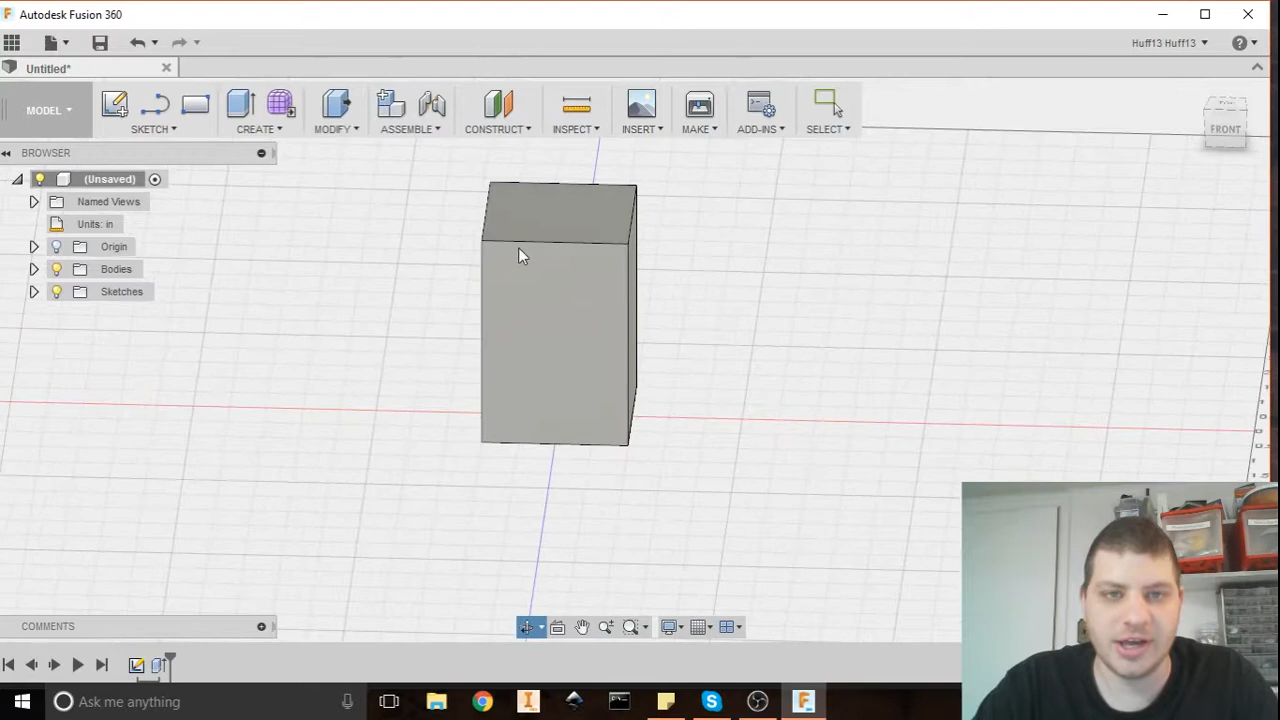 Autodesk Fusion 360
Huff13 Huff13
Untitled*
MODEL
SKETCH
CREATE
MODIFY
ASSEMBLE
CONSTRUCT
INSPECT
INSERT
MAKE
ADD-INS
SELECT
FRONT
BROWSER
(Unsaved)
Named Views
Units: in
Origin
Bodies
Sketches
COMMENTS
Ask me anything